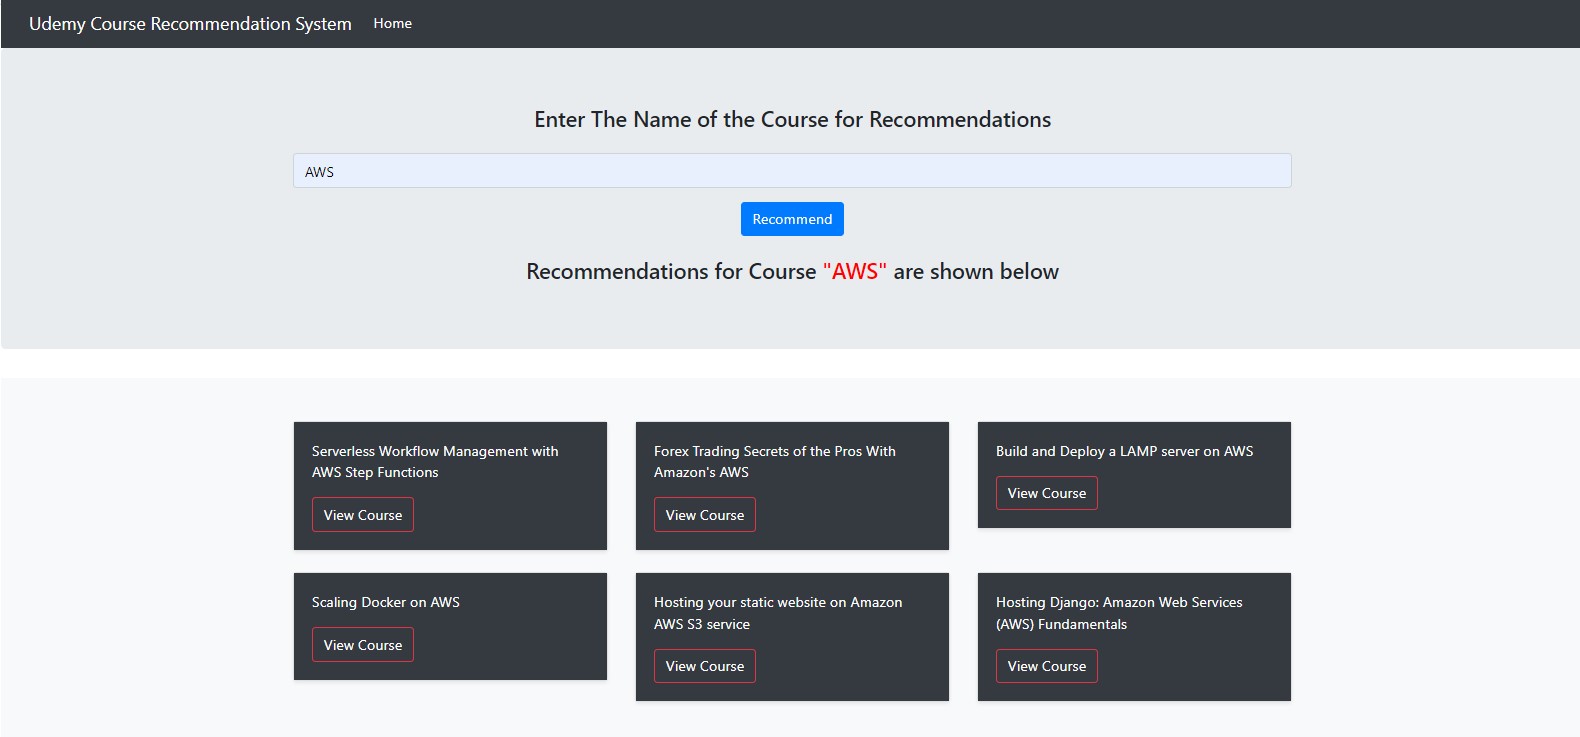 Udemy Course Recommendation System Home
Enter The Name of the Course for Recommendations
AWS
Recommend
Recommendations for Course "AWS" are shown below
Serverless Workflow Management with
AWS Step Functions
View Course
Forex Trading Secrets of the Pros With
Amazon's AWS
View Course
Build and Deploy a LAMP server on AWS
View Course
Scaling Docker on AWS
View Course
Hosting your static website on Amazon
AWS S3 service
View Course
Hosting Django: Amazon Web Services
(AWS) Fundamentals
View Course